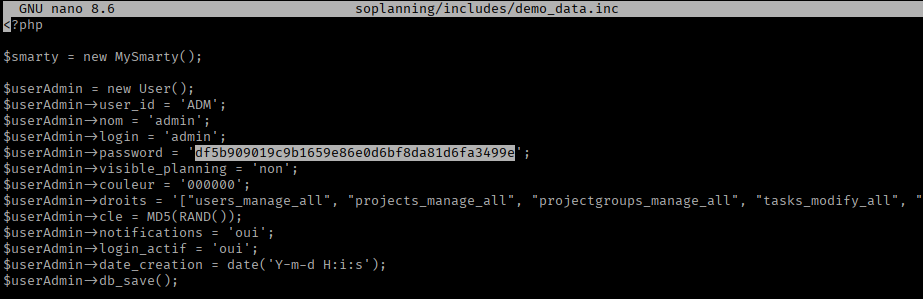 GNU nano 8.6 soplanning/includes/demo_data.inc
<?php
$smarty = new MySmarty();
$userAdmin = new User();
$userAdmin->user_id = 'ADM';
$userAdmin->nom = 'admin';
$userAdmin->login = 'admin';
$userAdmin->password = 'df5b909019c9b1659e86e0d6bf8da81d6fa3499e';
$userAdmin->visible_planning = 'non';
$userAdmin->couleur = '000000';
$userAdmin->droits = '["users_manage_all", "projects_manage_all", "projectgroups_manage_all", "tasks_modify_all", "
$userAdmin->cle = MD5(RAND());
$userAdmin->notifications = 'oui';
$userAdmin->login_actif = 'oui';
$userAdmin->date_creation = date('Y-m-d H:i:s');
$userAdmin->db_save();